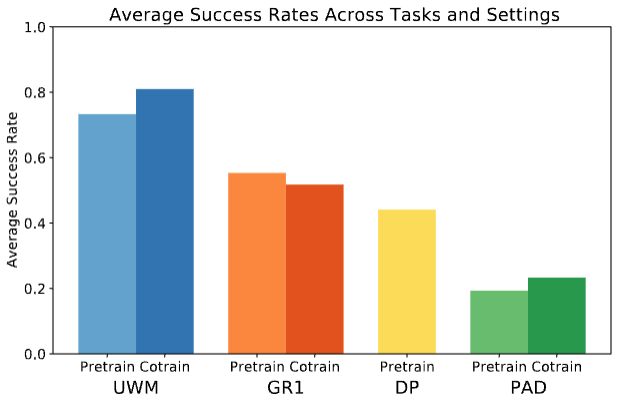 Average Success Rates Across Tasks and Settings
1.0
0.8
0.6
0.4
0.2
0.0
Average Success Rate
Pretrain Cotrain Pretrain Cotrain Pretrain Pretrain Cotrain
UWM GR1 DP PAD